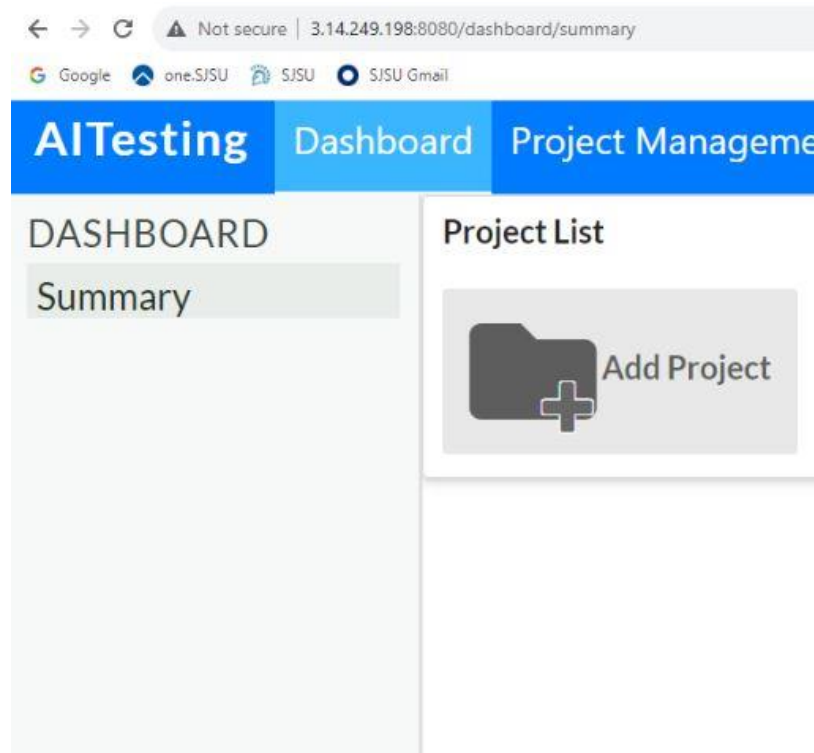 Not secure | 3.14.249.198:8080/dashboard/summary
Google one.SJSU SJSU SJSU Gmail
AITesting Dashboard Project Manageme
DASHBOARD
Summary
Project List
Add Project